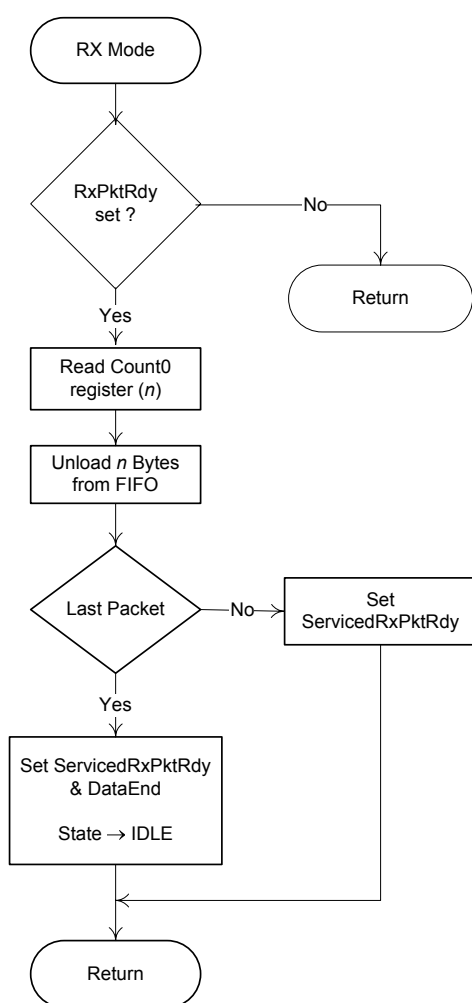 RX Mode
RxPktRdy
set ?
No
Return
Yes
Read Count0
register (n)
Unload n Bytes
from FIFO
Last Packet
No
Set
ServicedRxPktRdy
Yes
Set ServicedRxPktRdy
& DataEnd
State → IDLE
Return